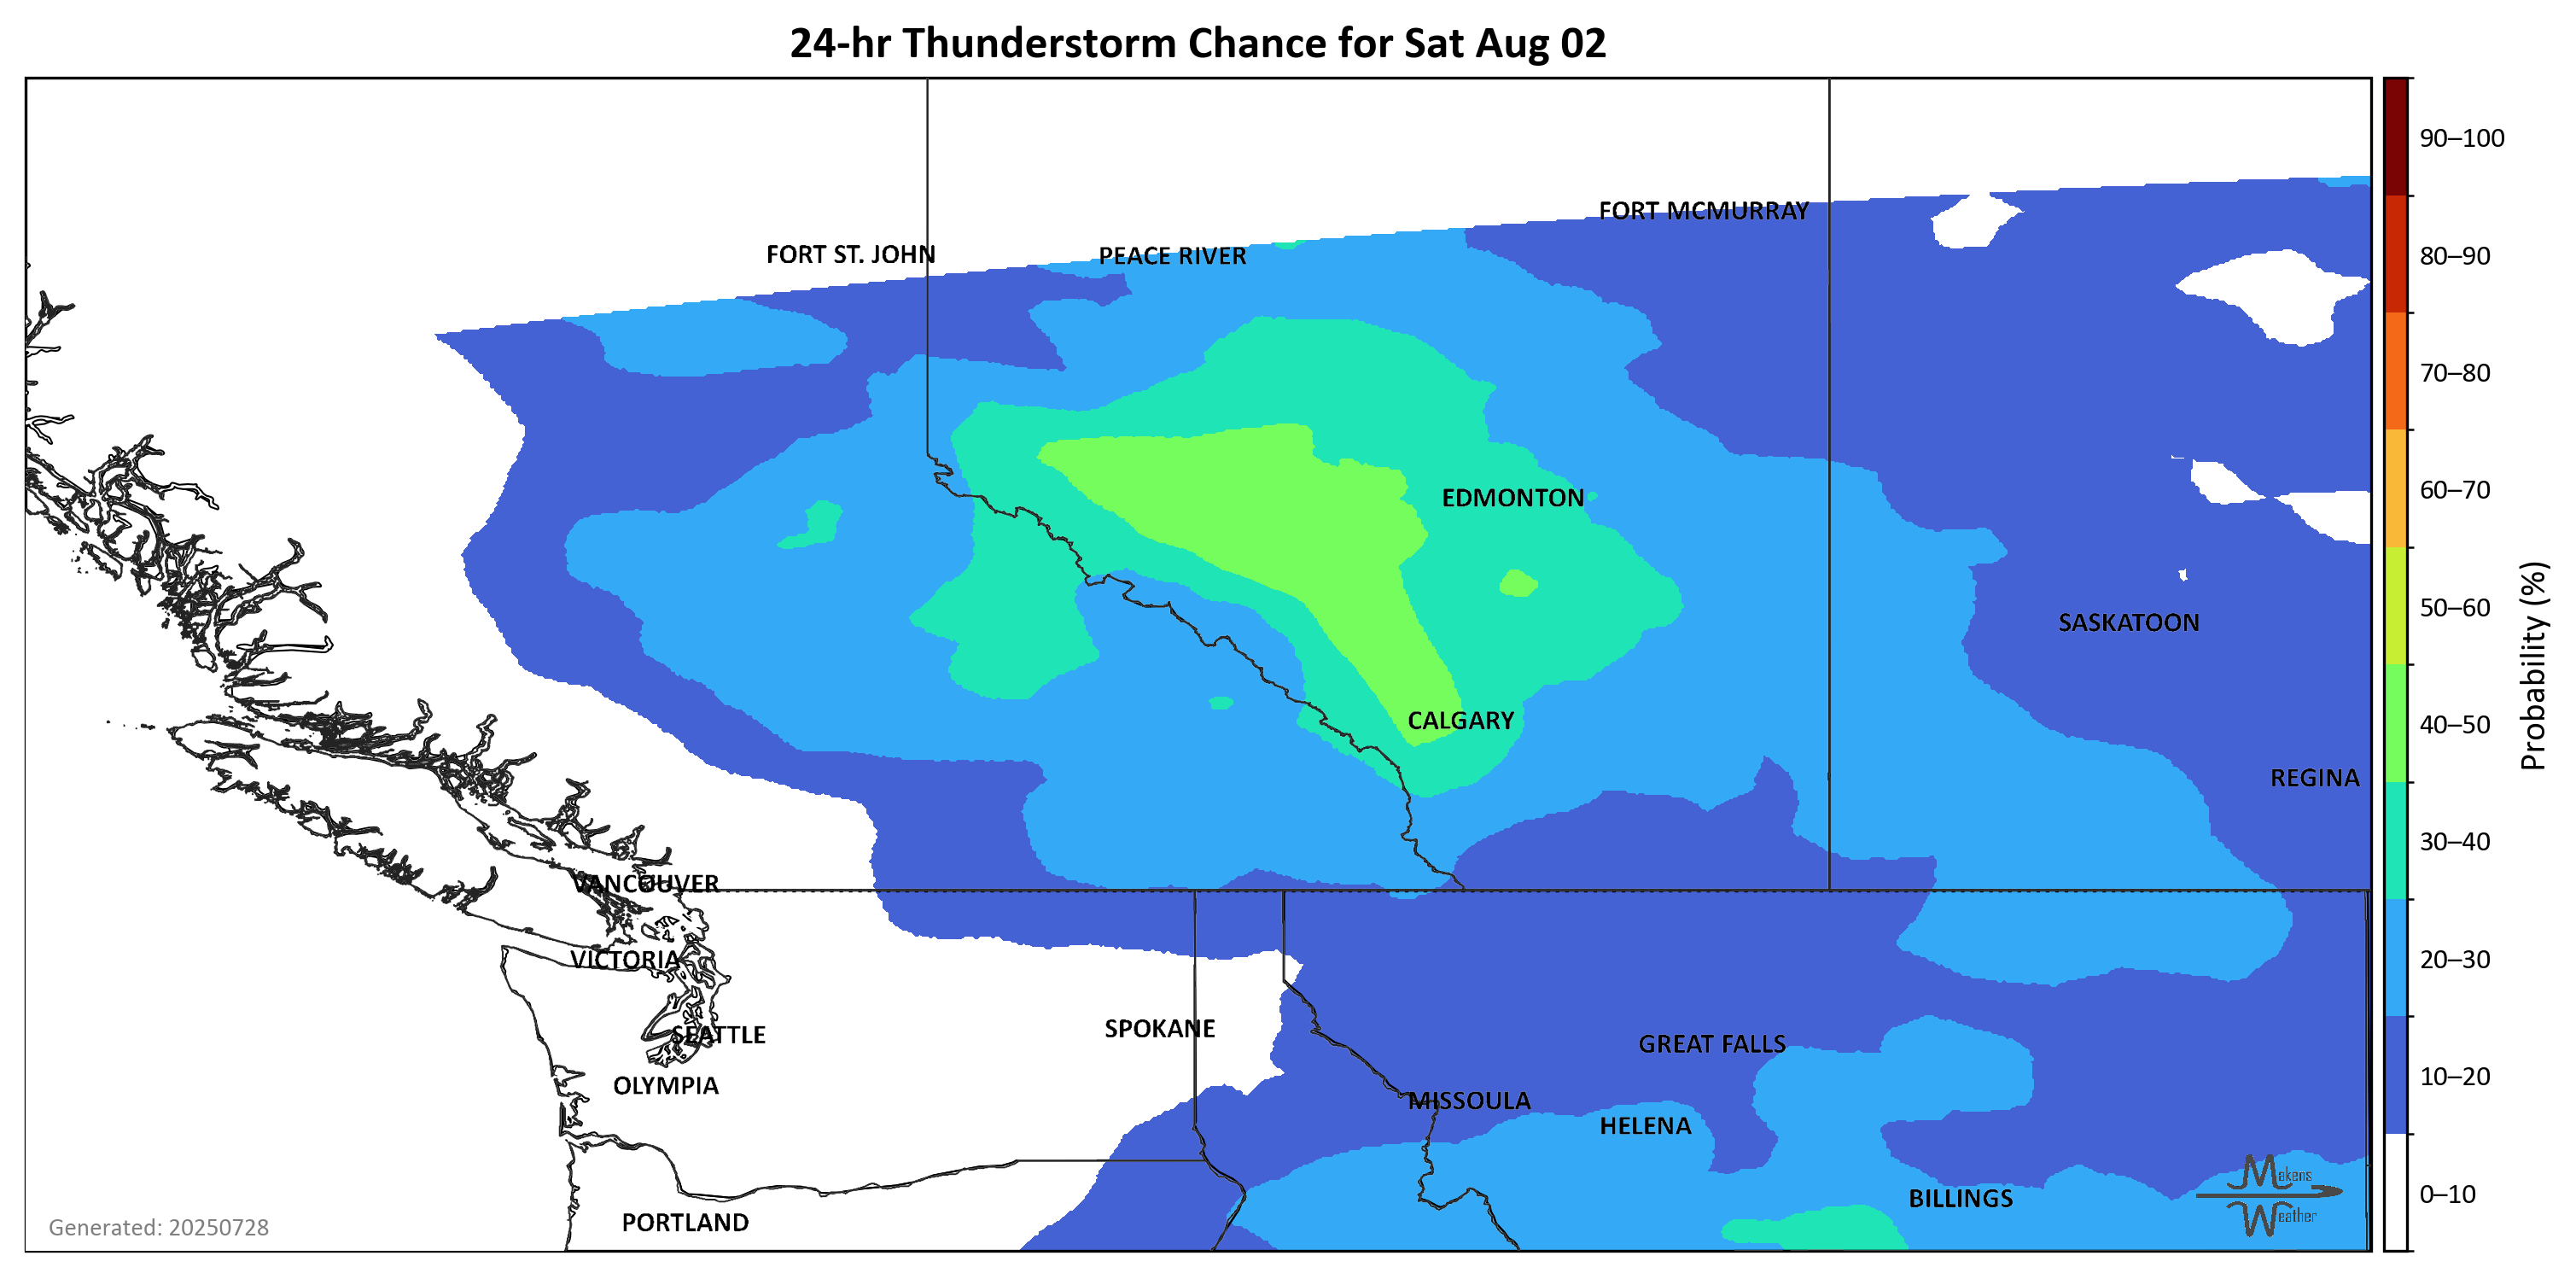 24-hr Thunderstorm Chance for Sat Aug 02
90–100
FORT MCMURRAY
FORT ST. JOHN
PEACE RIVER
80–90
70–80
60–70
EDMONTON
50–60
SASKATOON
CALGARY
40–50
Probability (%)
REGINA
30–40
VANCOUVER
VICTORIA
20–30
SPOKANE
SEATTLE
GREAT FALLS
OLYMPIA
10–20
MISSOULA
HELENA
Makens
Weather
BILLINGS
0–10
PORTLAND
Generated: 20250728